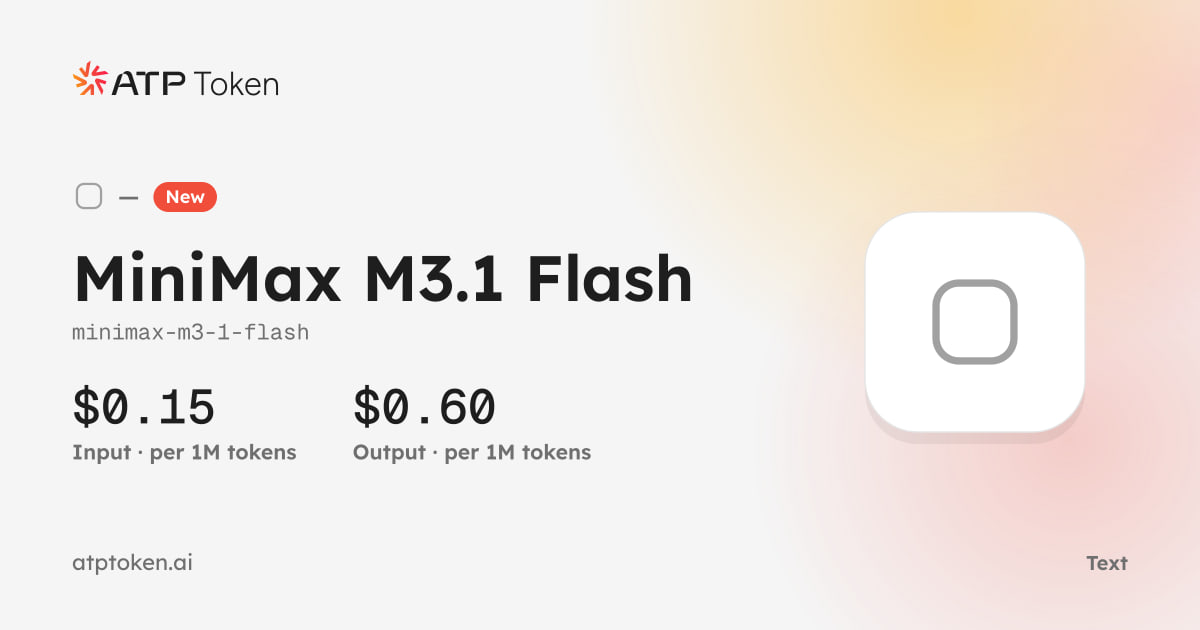 ATP Token
— New
MiniMax M3.1 Flash
minimax-m3-1-flash
$0.15 $0.60
Input · per 1M tokens Output · per 1M tokens
atptoken.ai Text